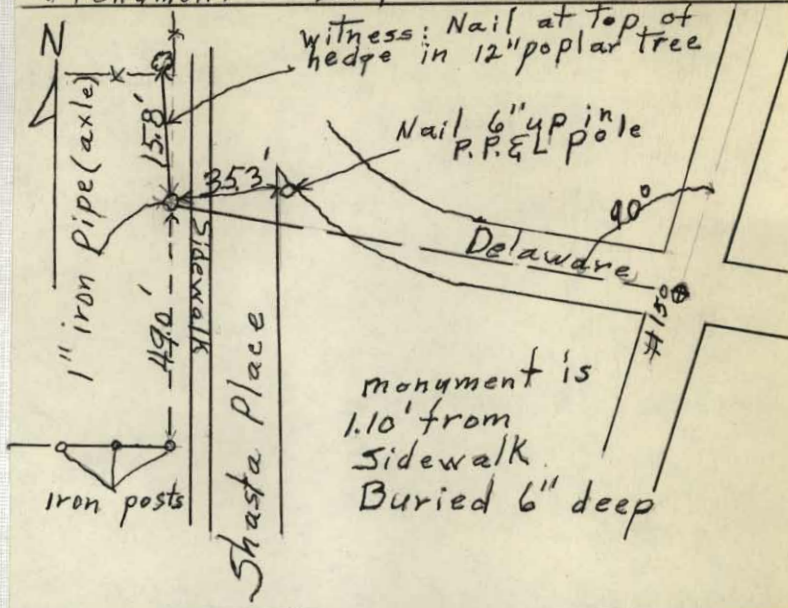 N
witness: Nail at top of
hedge in 12" poplar tree
Nail 6" up in
P.P.&L pole
1" iron pipe (axle)
15.8'
35.3'
90°
Delaware
Sidewalk
49.0'
Shasta Place
monument is
1.10' from
Sidewalk
Buried 6" deep
iron posts